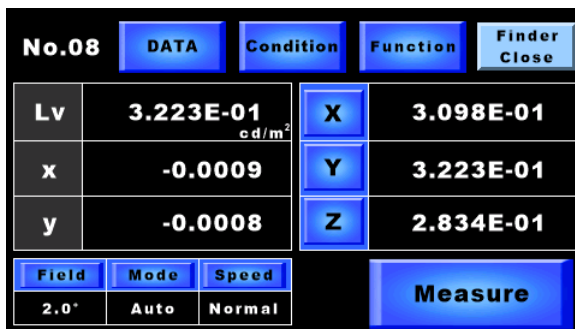 No.08 DATA Condition Function Finder
Close
Lv 3.223E-01 cd/m² X 3.098E-01
x -0.0009 Y 3.223E-01
y -0.0008 Z 2.834E-01
Field Mode Speed
2.0° Auto Normal
Measure